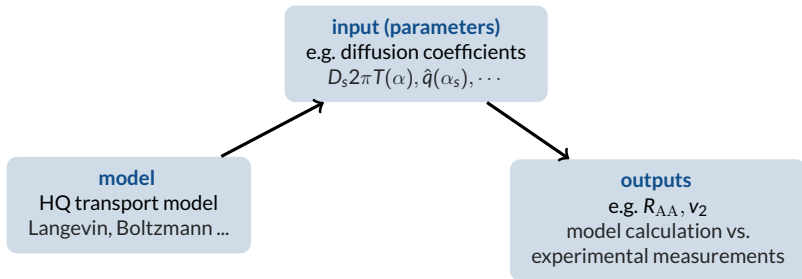 input (parameters)
e.g. diffusion coefficients
D_s2πT(α), q̂(α_s), ⋯
model
HQ transport model
Langevin, Boltzmann ...
outputs
e.g. R_AA, v_2
model calculation vs.
experimental measurements